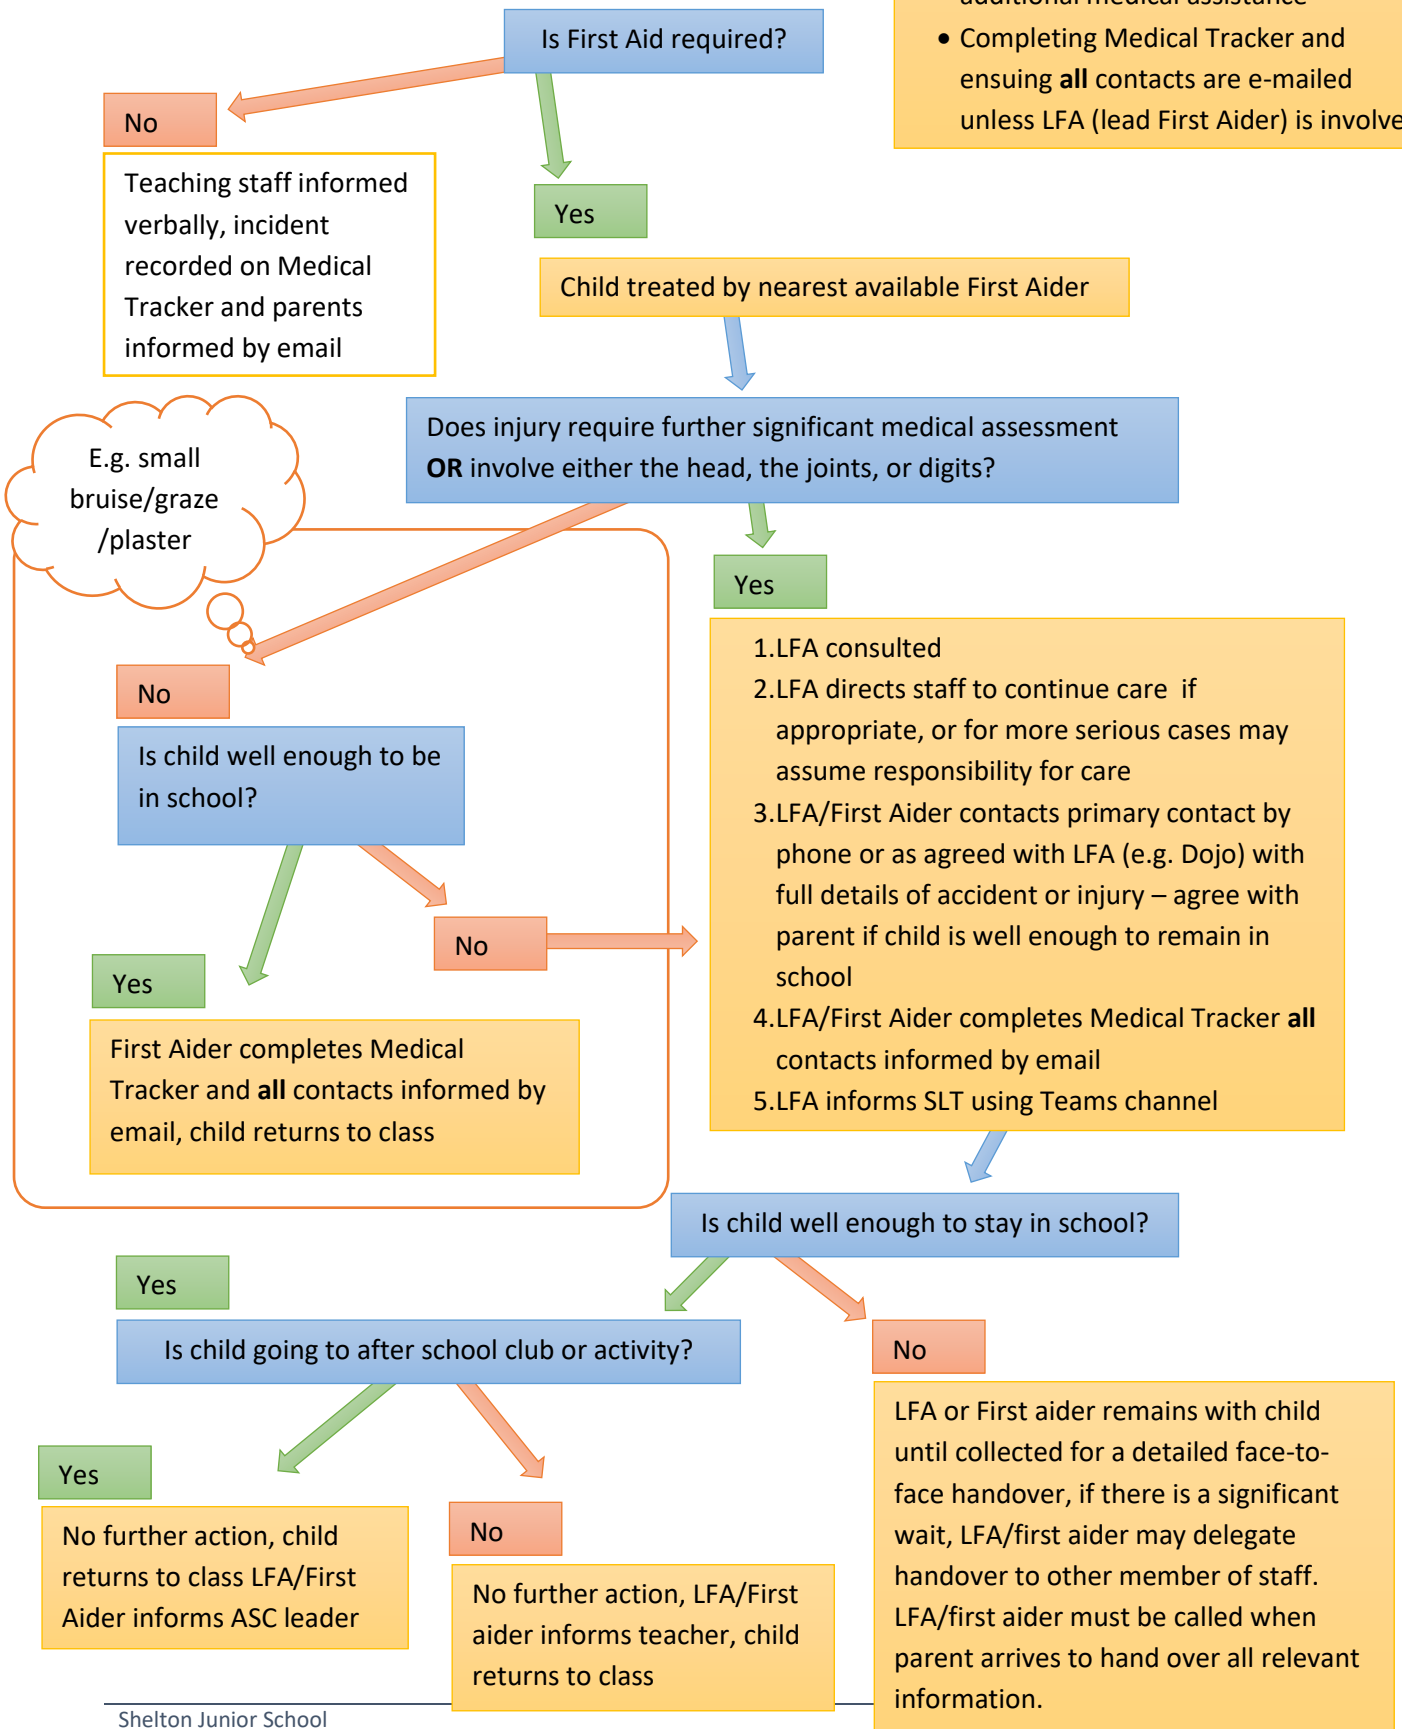 additional medical assistance
• Completing Medical Tracker and
ensuing all contacts are e-mailed
unless LFA (lead First Aider) is involve
Is First Aid required?
No
Teaching staff informed
verbally, incident
recorded on Medical
Tracker and parents
informed by email
Yes
Child treated by nearest available First Aider
Does injury require further significant medical assessment
OR involve either the head, the joints, or digits?
E.g. small
bruise/graze
/plaster
No
Is child well enough to be
in school?
Yes
First Aider completes Medical
Tracker and all contacts informed by
email, child returns to class
No
Yes
1.LFA consulted
2.LFA directs staff to continue care if
appropriate, or for more serious cases may
assume responsibility for care
3.LFA/First Aider contacts primary contact by
phone or as agreed with LFA (e.g. Dojo) with
full details of accident or injury – agree with
parent if child is well enough to remain in
school
4.LFA/First Aider completes Medical Tracker all
contacts informed by email
5.LFA informs SLT using Teams channel
Is child well enough to stay in school?
Yes
Is child going to after school club or activity?
Yes
No further action, child
returns to class LFA/First
Aider informs ASC leader
No
No further action, LFA/First
aider informs teacher, child
returns to class
No
LFA or First aider remains with child
until collected for a detailed face-to-
face handover, if there is a significant
wait, LFA/first aider may delegate
handover to other member of staff.
LFA/first aider must be called when
parent arrives to hand over all relevant
information.
Shelton Junior School